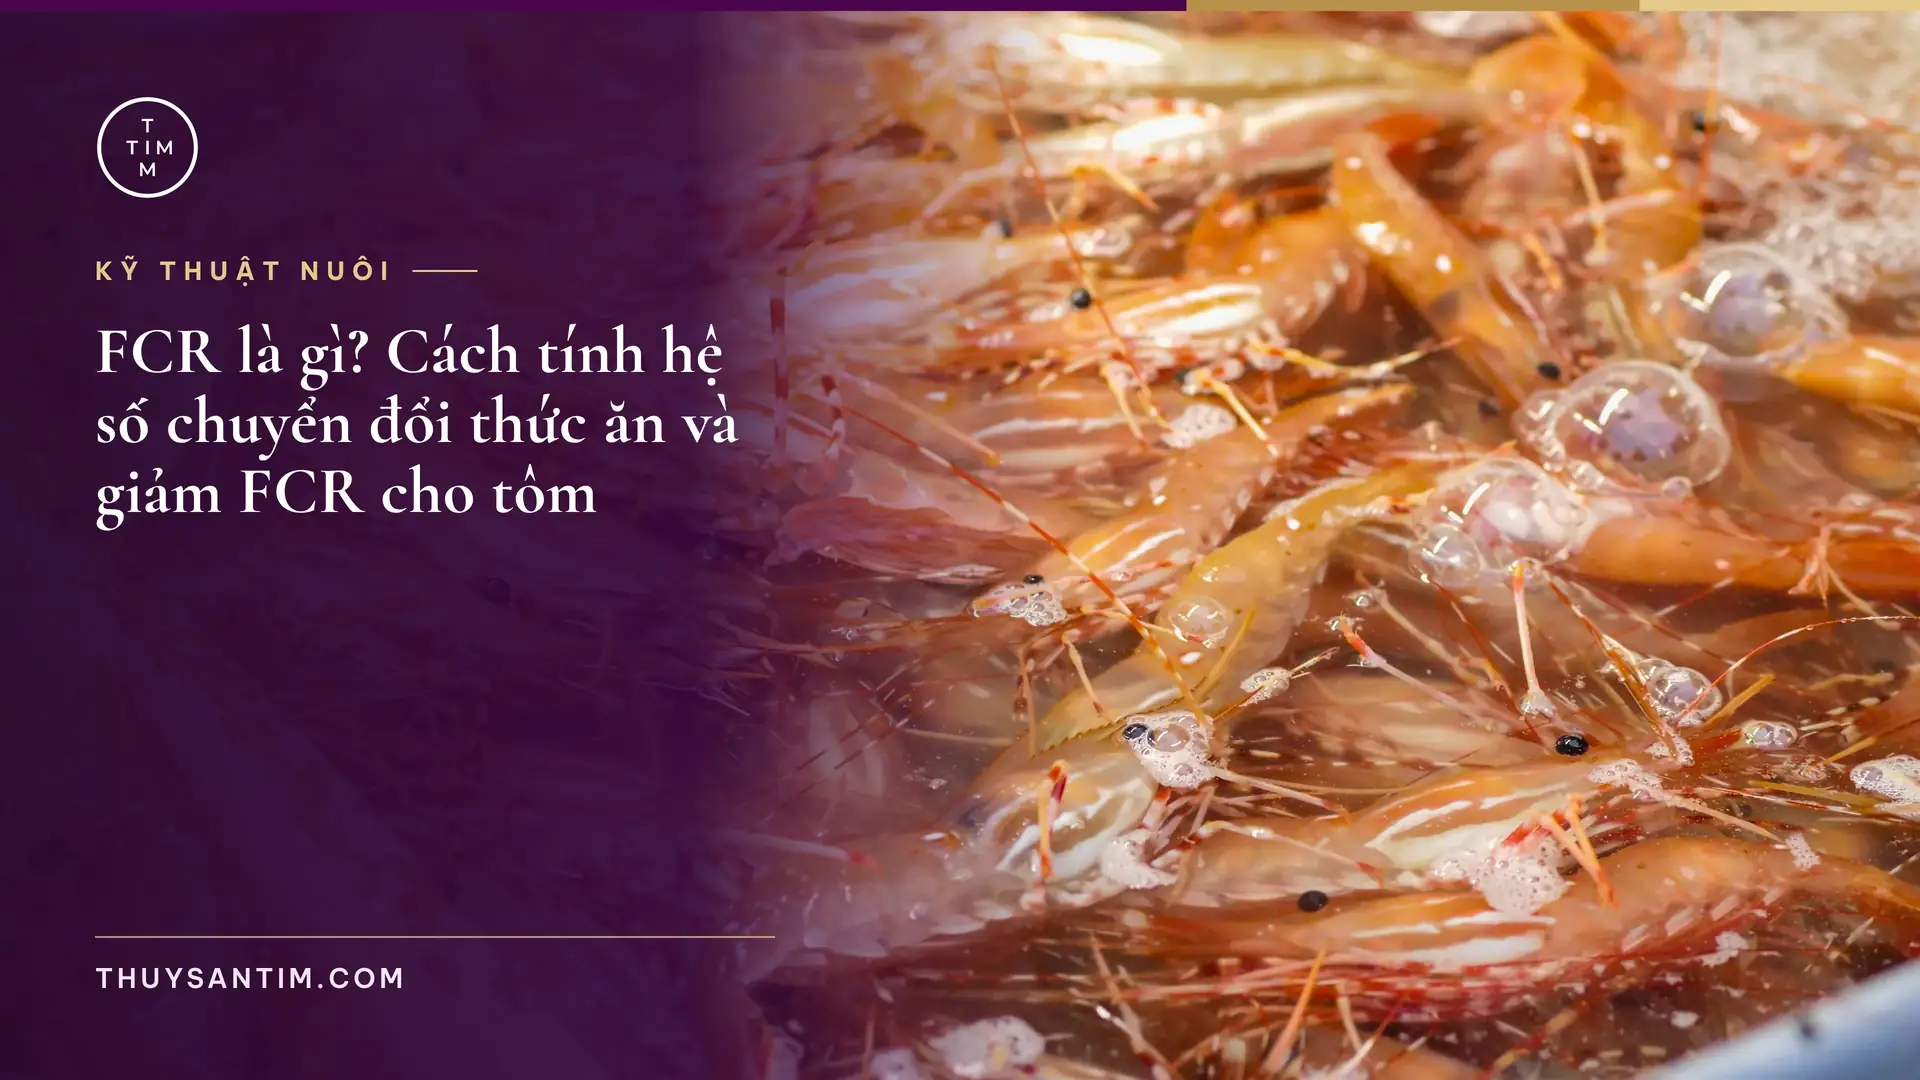 T
TIM
M
KỸ THUẬT NUÔI
FCR là gì? Cách tính hệ
số chuyển đổi thức ăn và
giảm FCR cho tôm
THUYSANTIM.COM